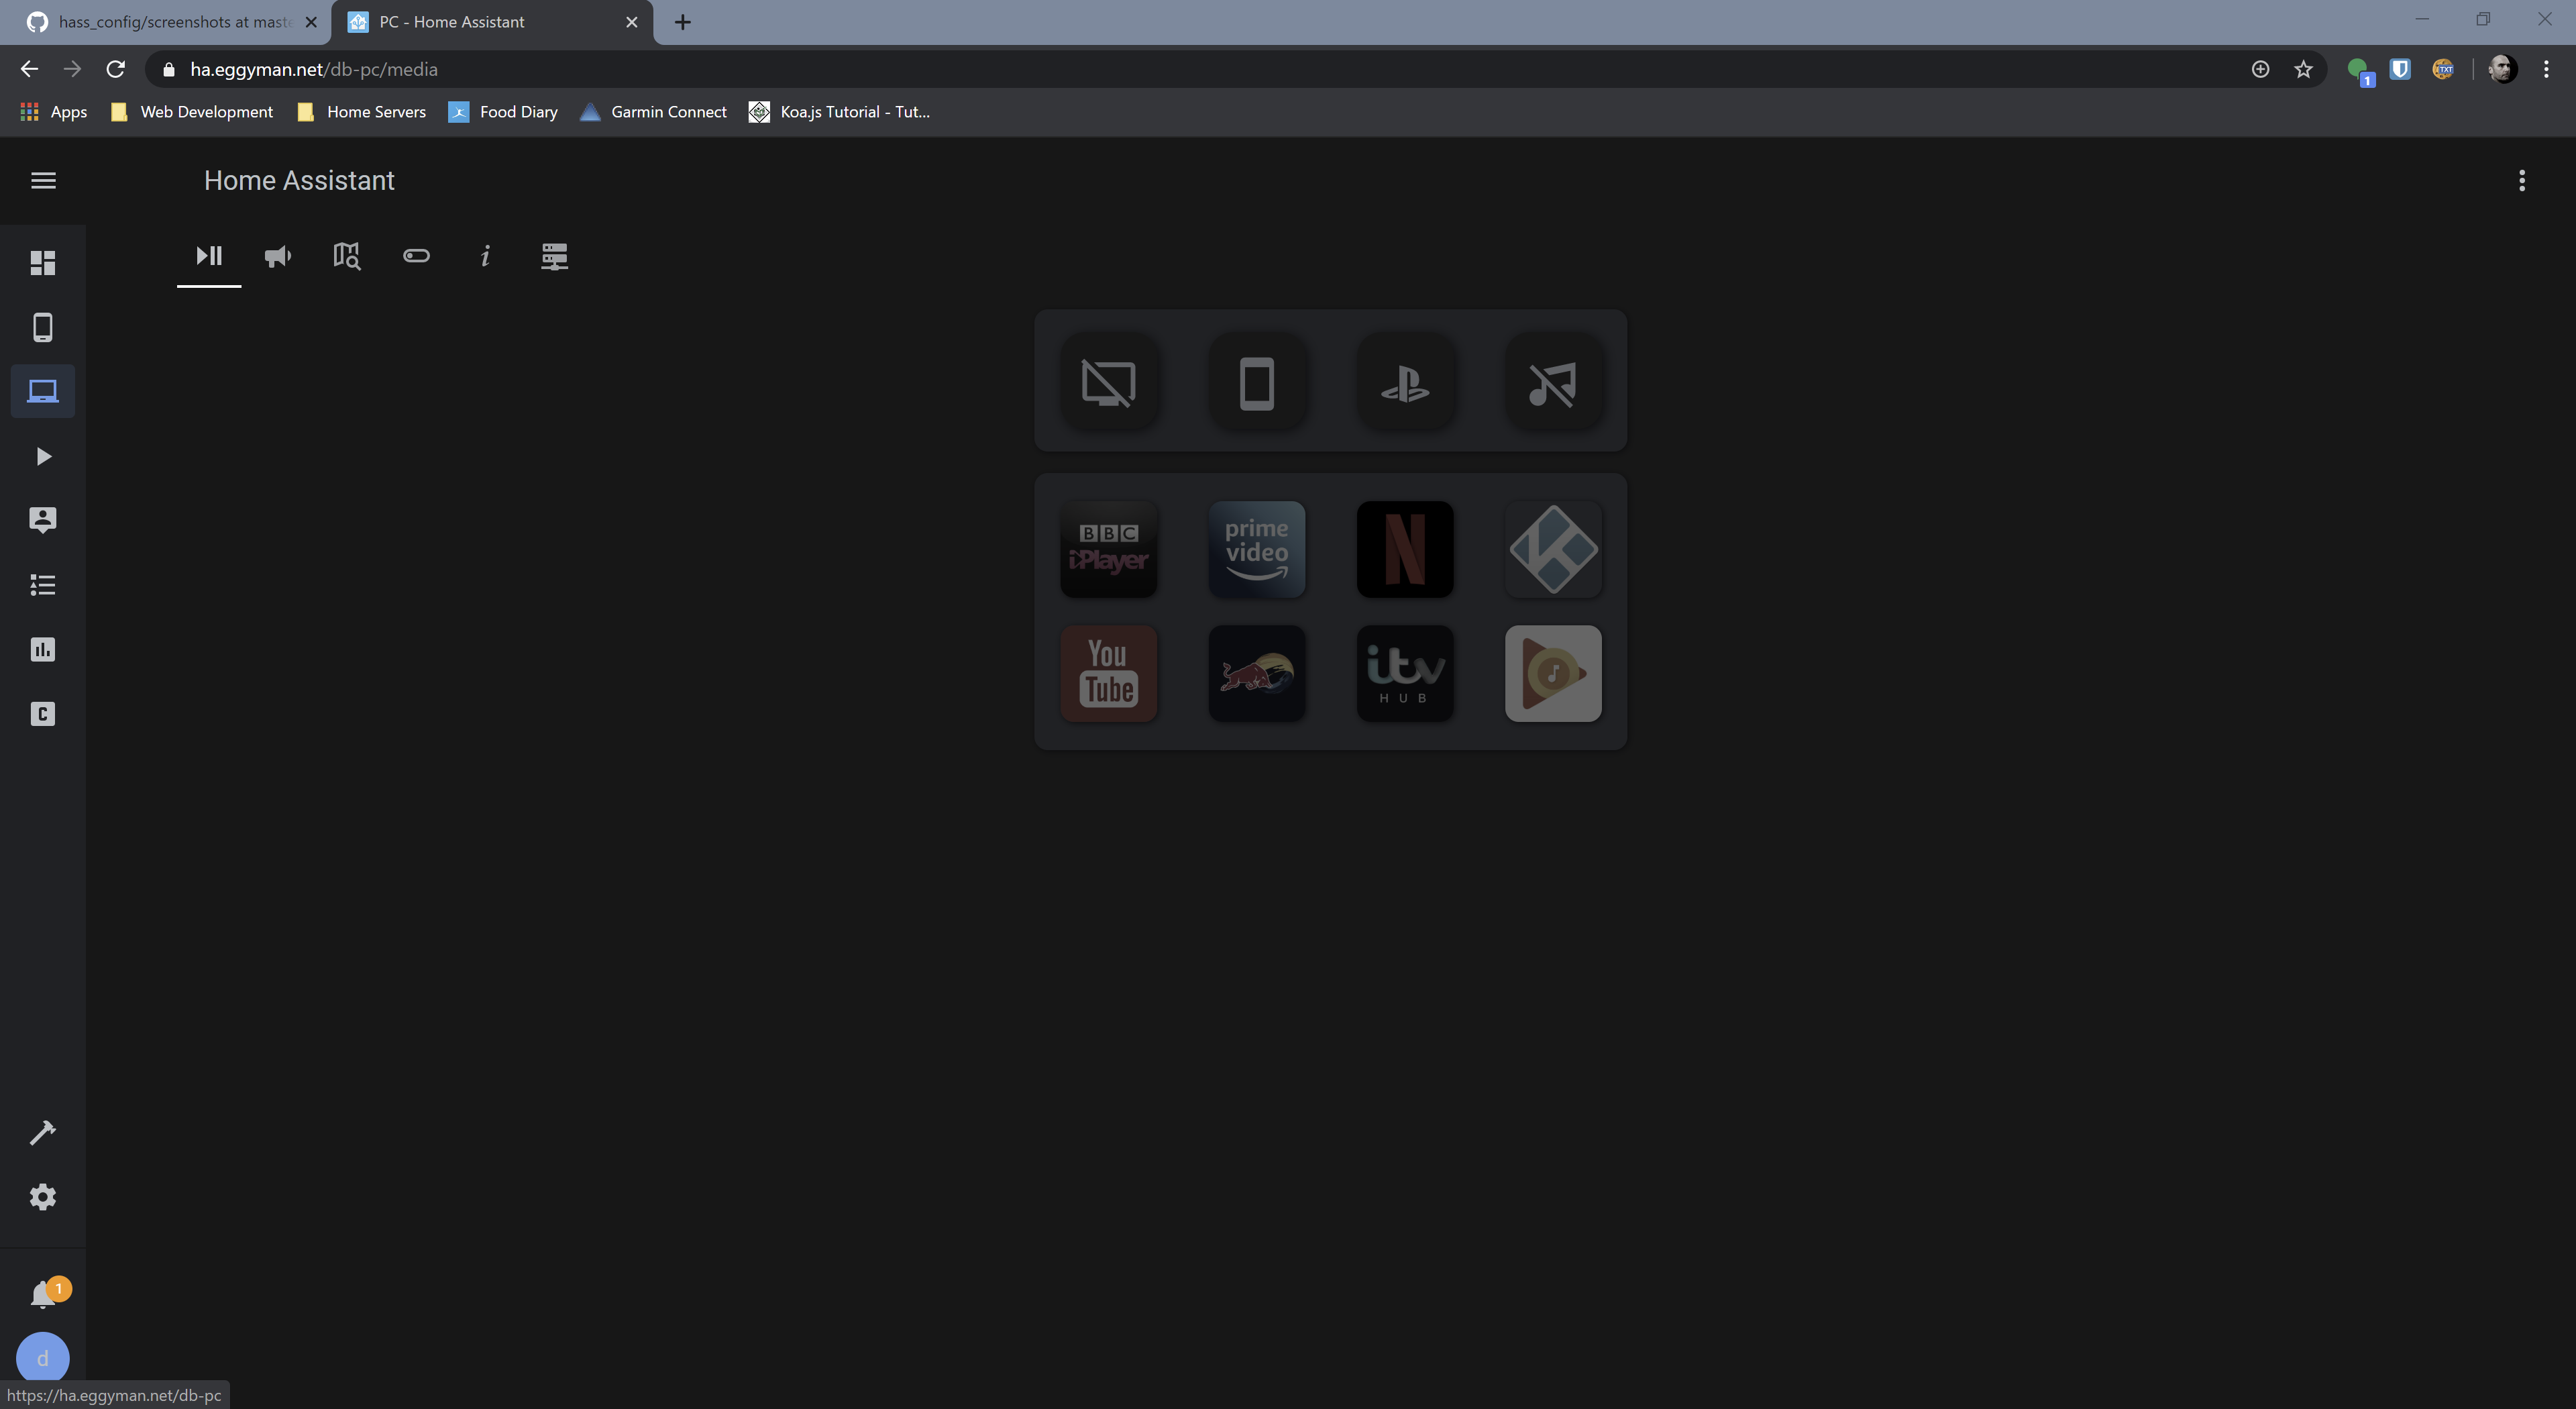 hass_config/screenshots at maste
PC - Home Assistant
ha.eggyman.net/db-pc/media
1
TXT
Apps
Web Development
Home Servers
Food Diary
Garmin Connect
Koa.js Tutorial - Tut...
Home Assistant
i
BBC
iPlayer
prime
video
N
You
Tube
itv
HUB
C
1
d
https://ha.eggyman.net/db-pc